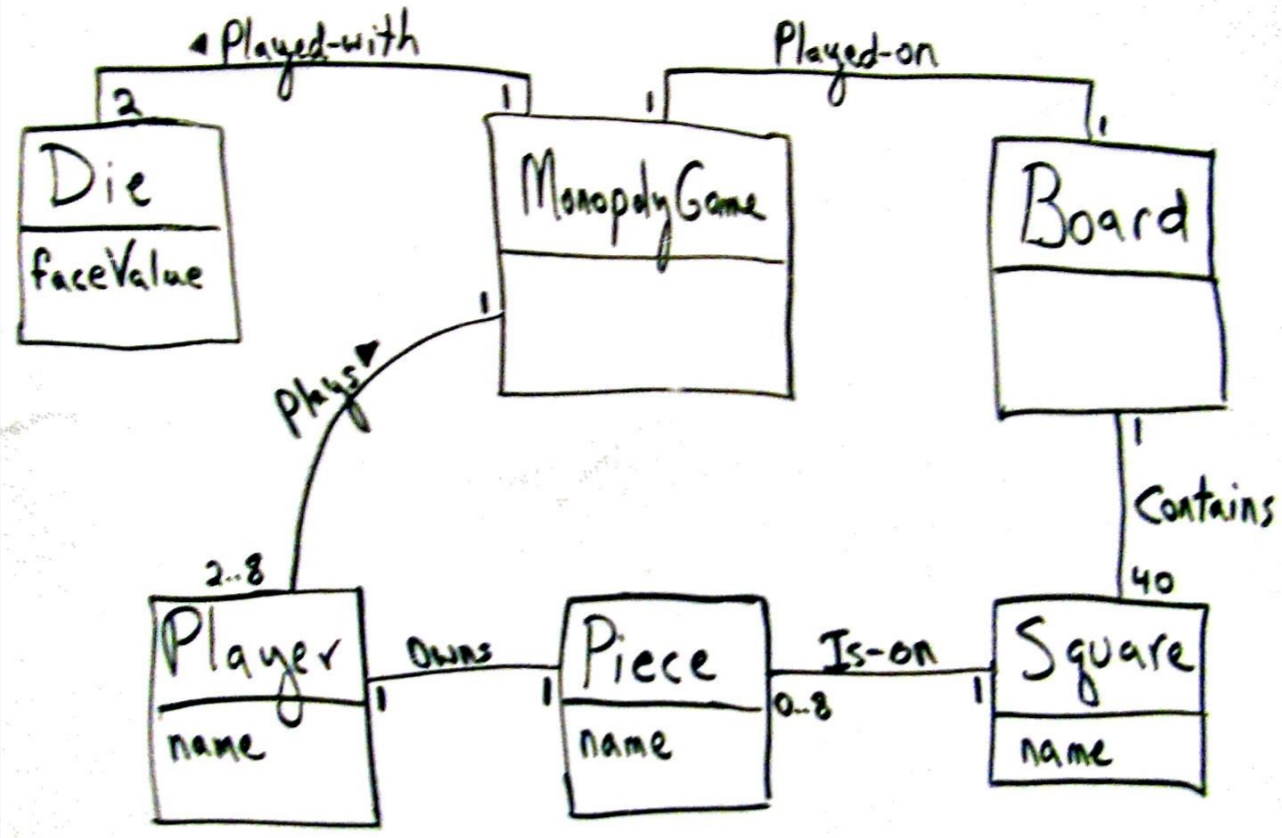 ◄ Played-with
Played-on
2
1
1
1
Die
faceValue
MonopolyGame
Board
1
Plays ►
1
Contains
2..8
40
Player
name
Owns
1
1
Piece
name
Is-on
0..8
1
Square
name